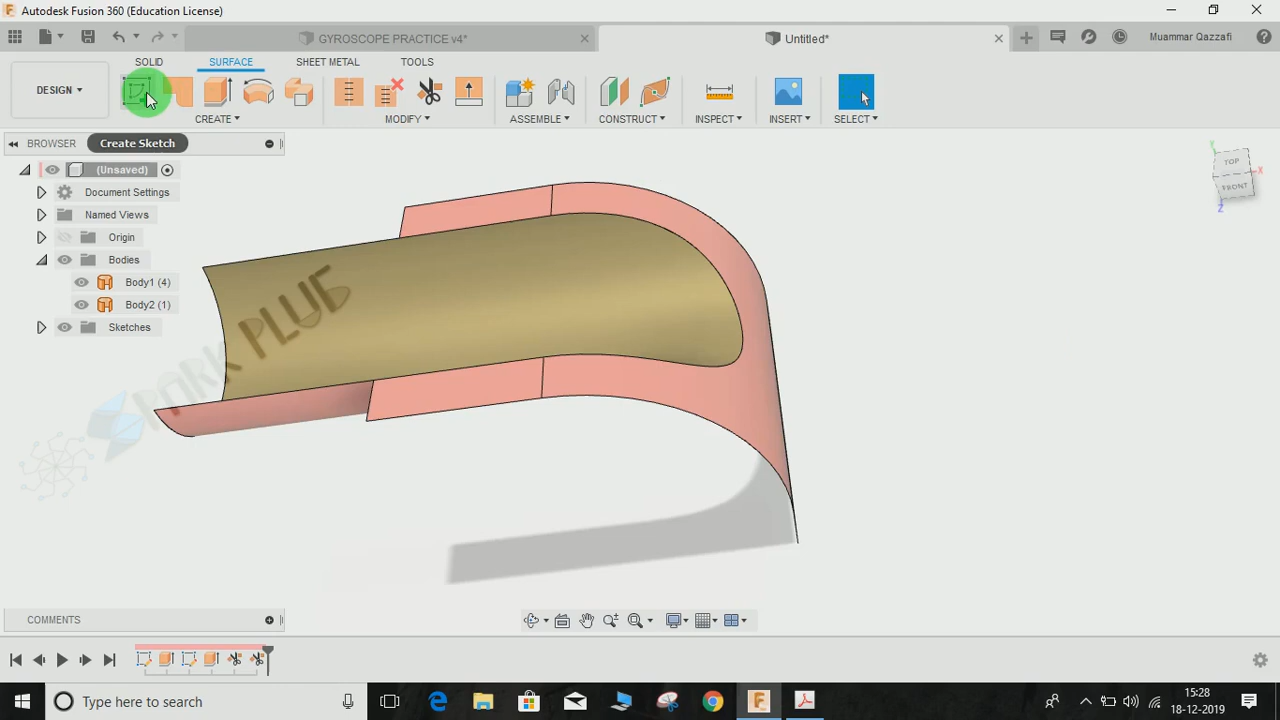 Autodesk Fusion 360 (Education License)
GYROSCOPE PRACTICE v4*
Untitled*
Muammar Qazzafi
SOLID
SURFACE
SHEET METAL
TOOLS
DESIGN
CREATE
MODIFY
ASSEMBLE
CONSTRUCT
INSPECT
INSERT
SELECT
BROWSER
Create Sketch
(Unsaved)
Document Settings
Named Views
Origin
Bodies
Body1 (4)
Body2 (1)
Sketches
Y
TOP
X
FRONT
Z
PARK PLUG
COMMENTS
Type here to search
15:28
18-12-2019